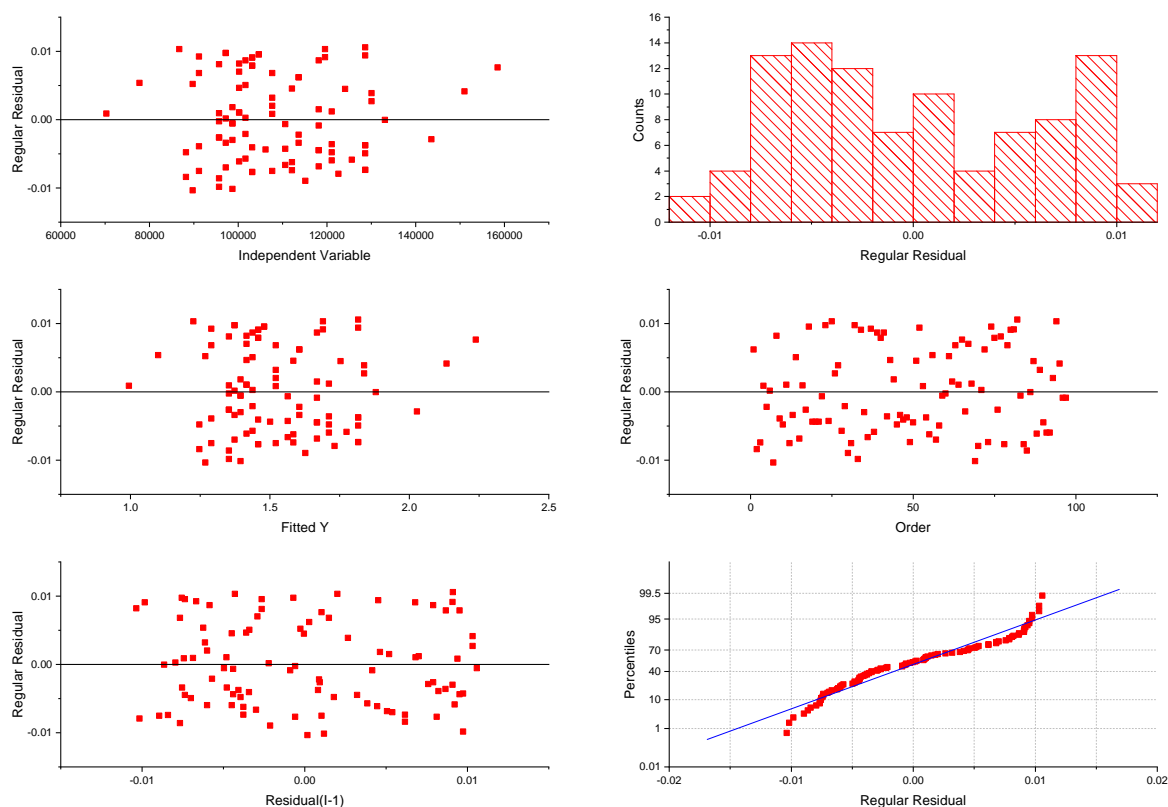 0.01
0.00
-0.01
Regular Residual
60000 80000 100000 120000 140000 160000
Independent Variable
16
14
12
10
8
6
4
2
0
Counts
-0.01 0.00 0.01
Regular Residual
0.01
0.00
-0.01
Regular Residual
1.0 1.5 2.0 2.5
Fitted Y
0.01
0.00
-0.01
Regular Residual
0 50 100
Order
0.01
0.00
-0.01
Regular Residual
-0.01 0.00 0.01
Residual(I-1)
99.5
95
70
40
10
1
0.01
Percentiles
-0.02 -0.01 0.00 0.01 0.02
Regular Residual